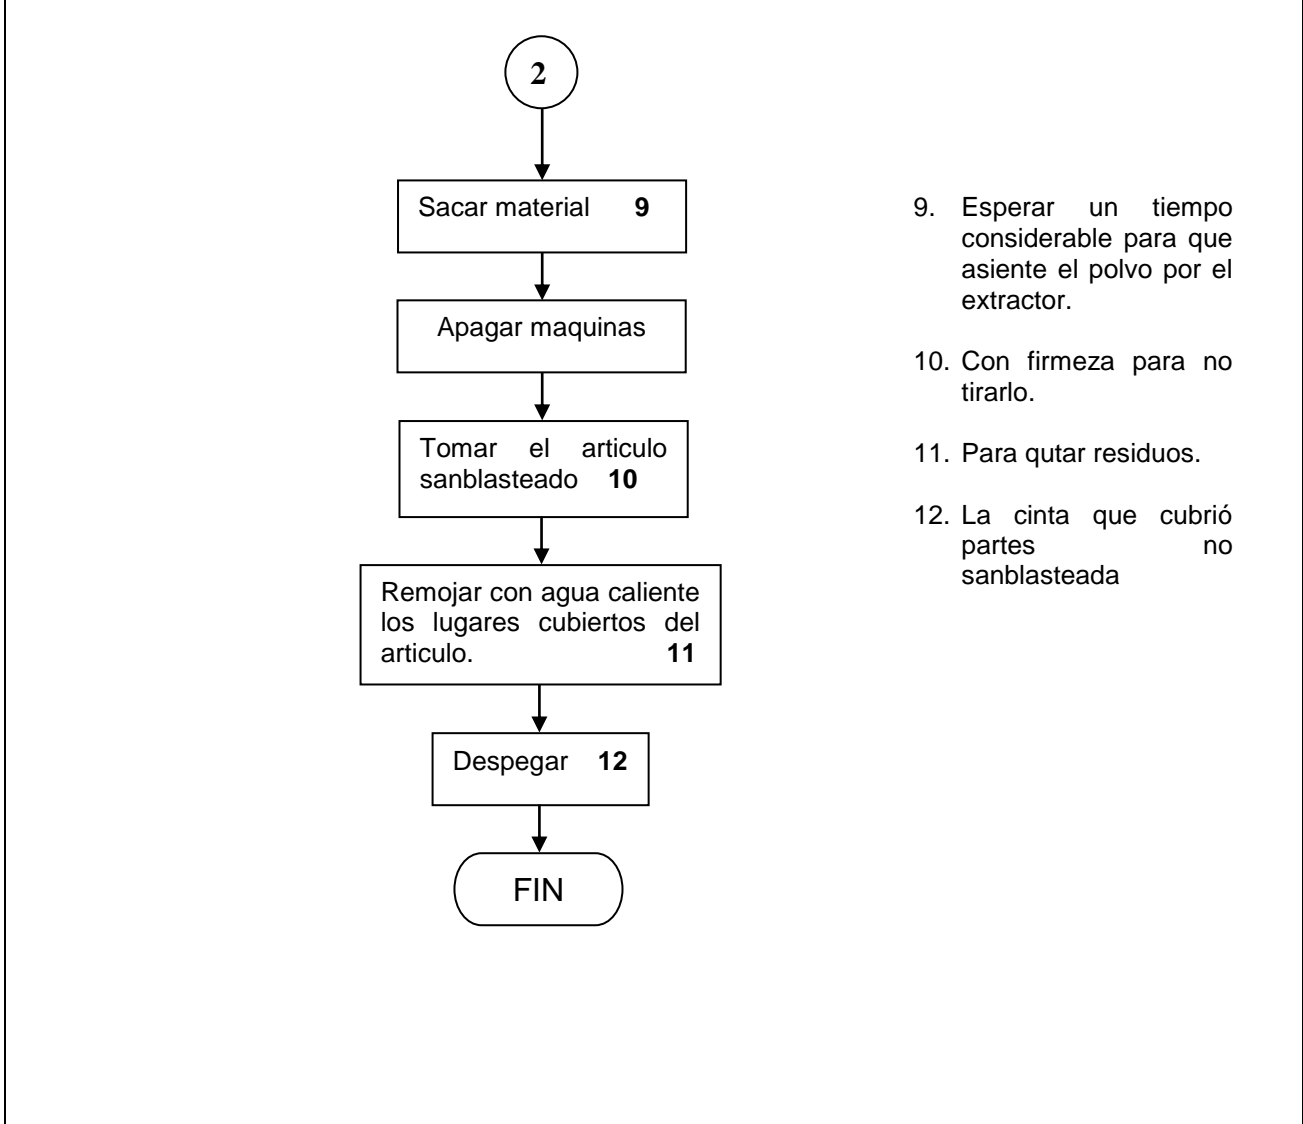 2
Sacar material 9
Apagar maquinas
Tomar el articulo
sanblasteado 10
Remojar con agua caliente
los lugares cubiertos del
articulo. 11
Despegar 12
FIN
9. Esperar un tiempo
considerable para que
asiente el polvo por el
extractor.
10. Con firmeza para no
tirarlo.
11. Para qutar residuos.
12. La cinta que cubrió
partes no
sanblasteada